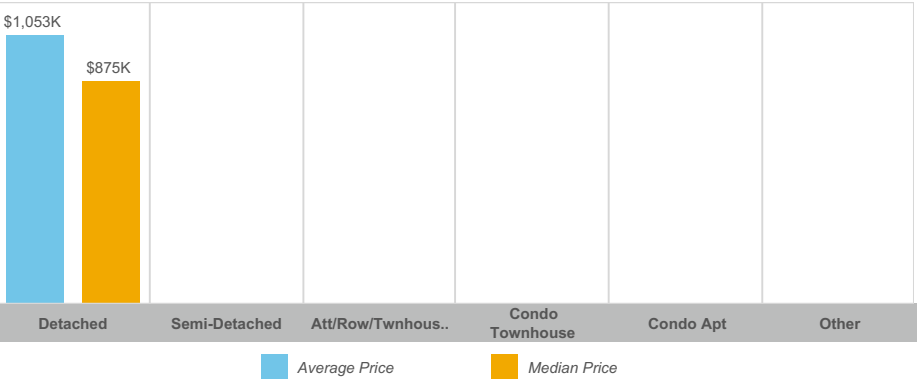 $1,053K
$875K
Detached
Semi-Detached
Att/Row/Twnhous..
Condo
Townhouse
Condo Apt
Other
Average Price
Median Price